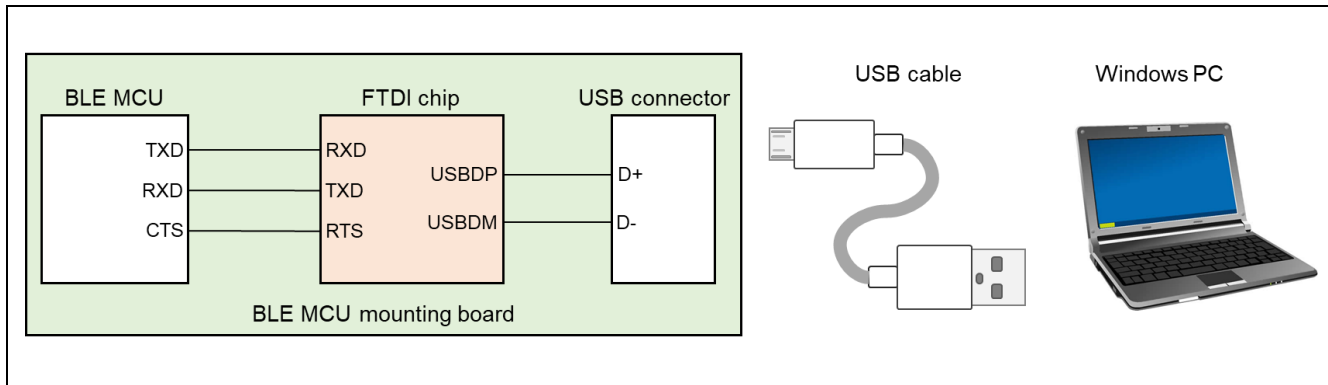 BLE MCU
FTDI chip
USB connector
USB cable
Windows PC
TXD
RXD
RXD
TXD
CTS
RTS
USBDP
D+
USBDM
D-
BLE MCU mounting board